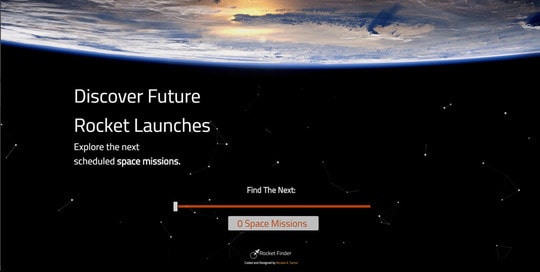 Discover Future
Rocket Launches
Explore the next
scheduled space missions.
Find The Next:
0 Space Missions
Rocket Finder
Coded and Designed by